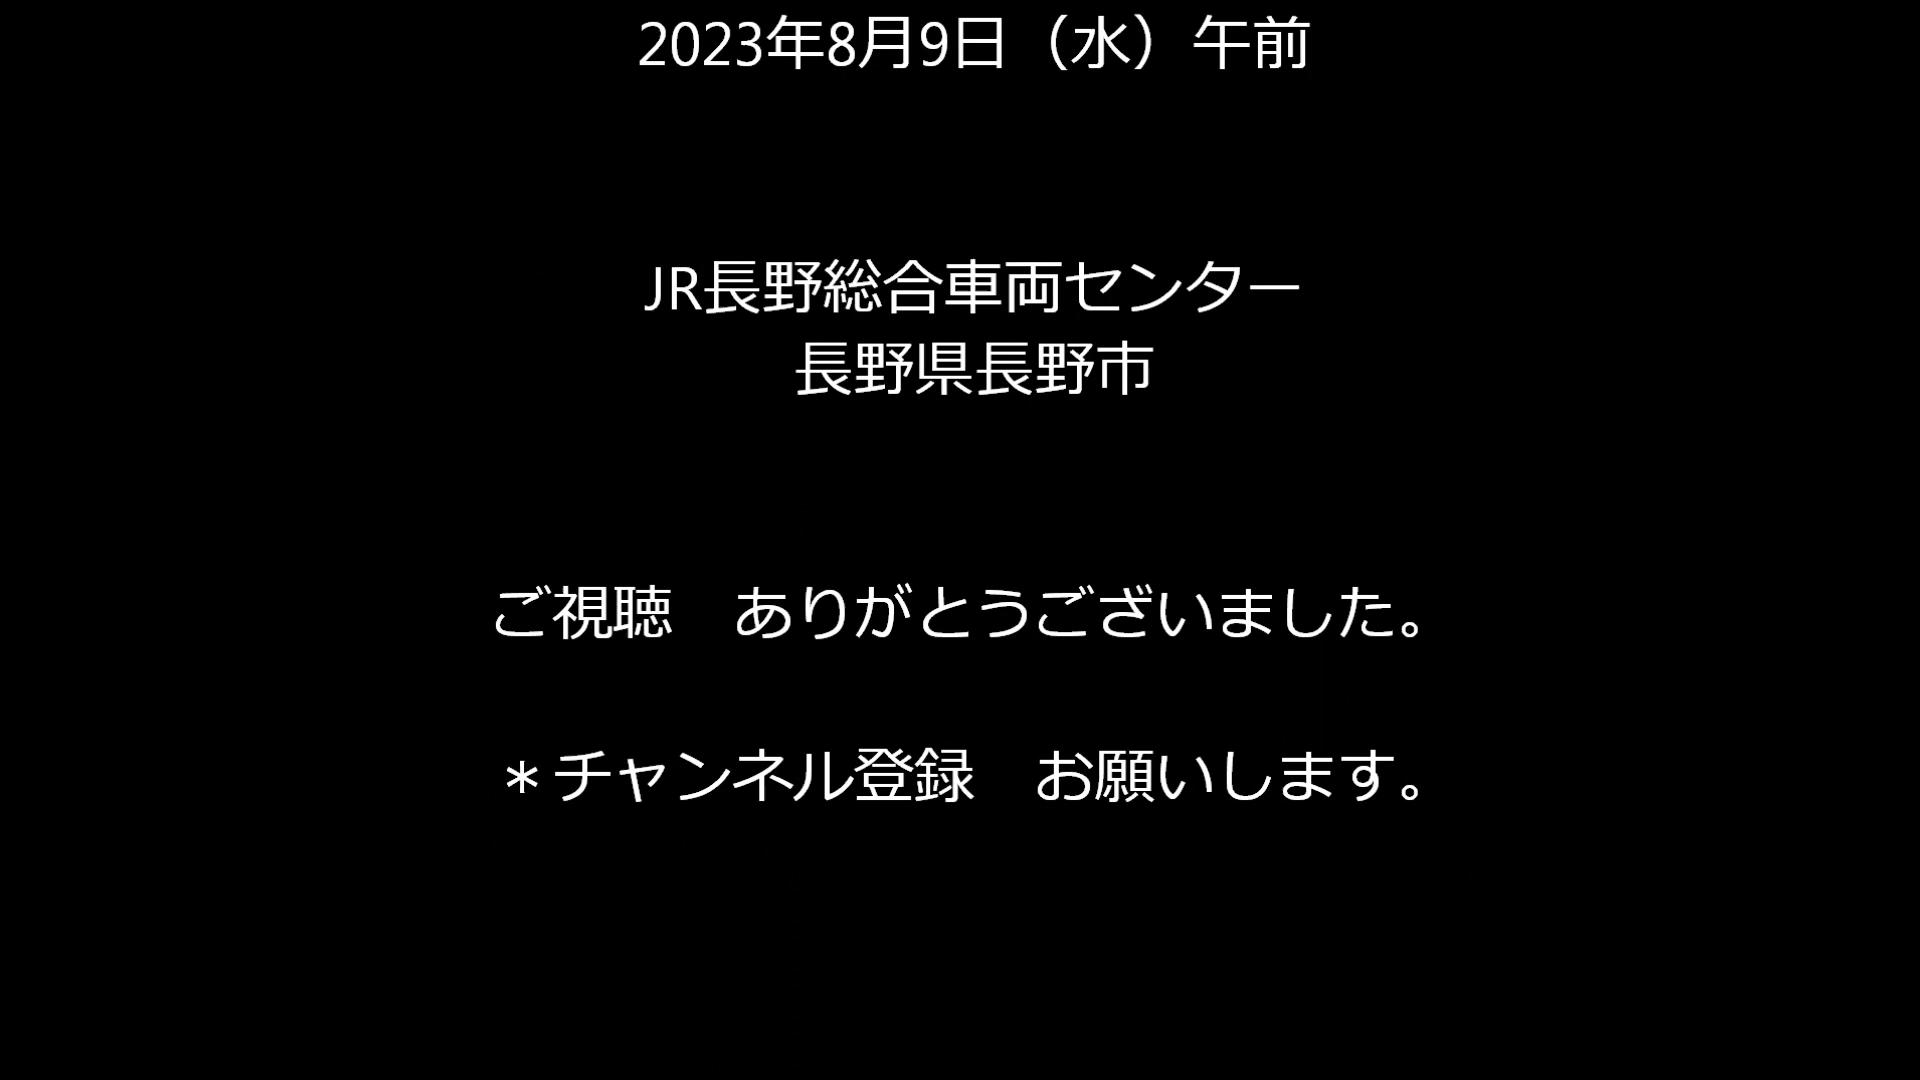 2023年8月9日（水）午前
JR長野総合車両センター
長野県長野市
ご視聴　ありがとうございました。
＊チャンネル登録　お願いします。